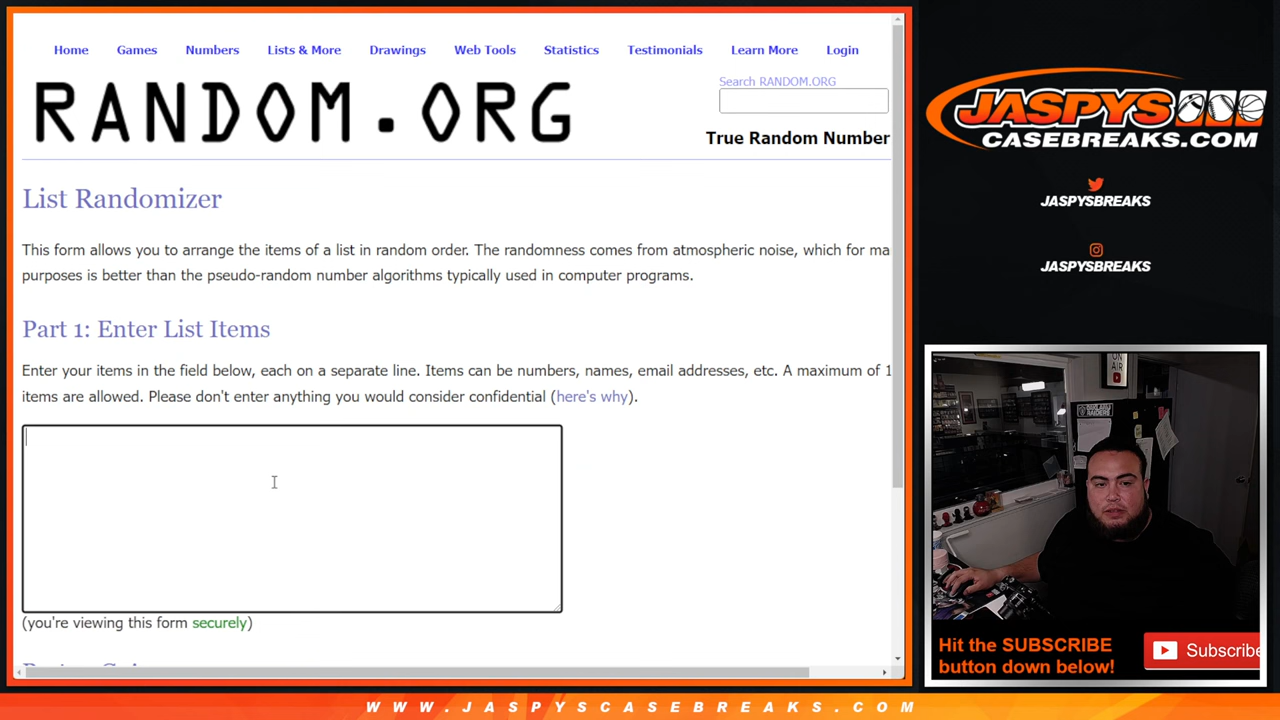 Home Games Numbers Lists & More Drawings Web Tools Statistics Testimonials Learn More Login
RANDOM.ORG
Search RANDOM.ORG
True Random Number
List Randomizer
This form allows you to arrange the items of a list in random order. The randomness comes from atmospheric noise, which for ma
purposes is better than the pseudo-random number algorithms typically used in computer programs.
Part 1: Enter List Items
Enter your items in the field below, each on a separate line. Items can be numbers, names, email addresses, etc. A maximum of 1
items are allowed. Please don't enter anything you would consider confidential (here's why).
(you're viewing this form securely)
JASPYS
CASEBREAKS.COM
JASPYSBREAKS
JASPYSBREAKS
ON
AIR
Hit the SUBSCRIBE
button down below!
Subscribe
WWW.JASPYSCASEBREAKS.COM